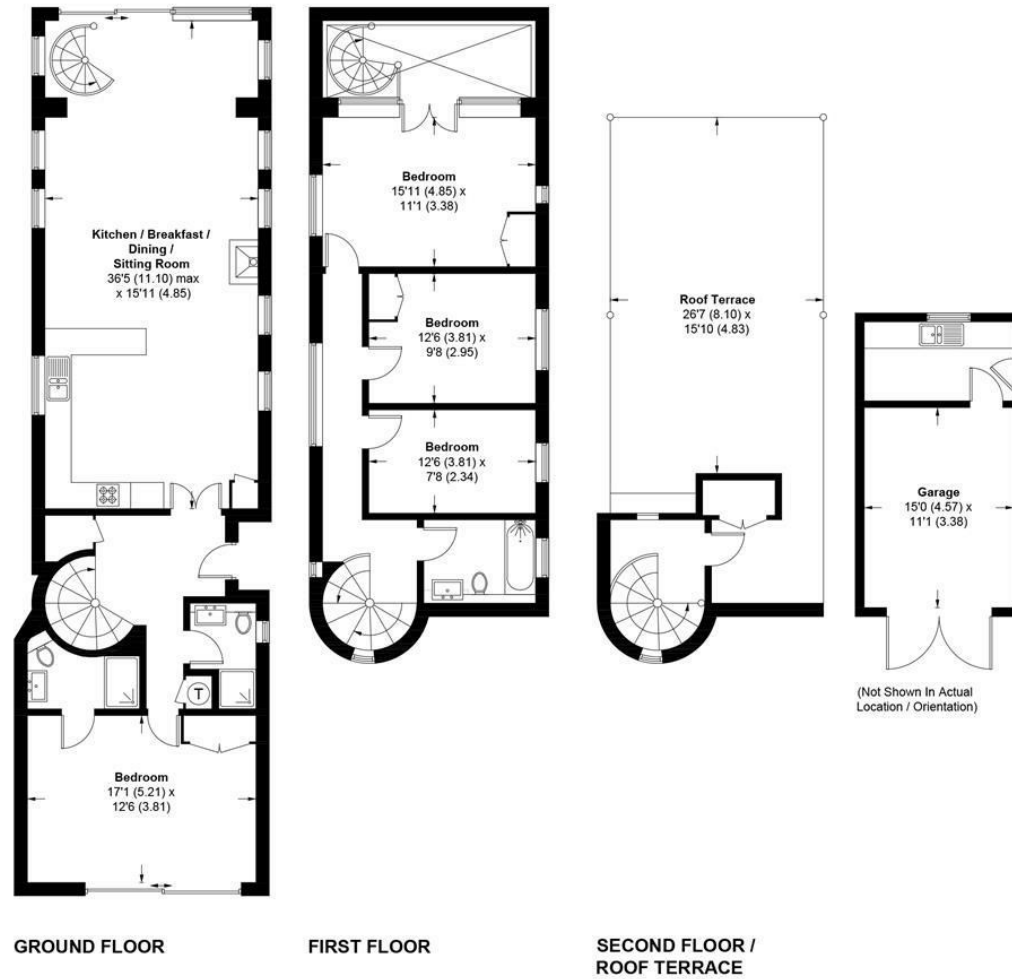 Kitchen / Breakfast /
Dining /
Sitting Room
36'5 (11.10) max
x 15'11 (4.85)
T
Bedroom
17'1 (5.21) x
12'6 (3.81)
GROUND FLOOR
Bedroom
15'11 (4.85) x
11'1 (3.38)
Bedroom
12'6 (3.81) x
9'8 (2.95)
Bedroom
12'6 (3.81) x
7'8 (2.34)
FIRST FLOOR
Roof Terrace
26'7 (8.10) x
15'10 (4.83)
SECOND FLOOR /
ROOF TERRACE
Garage
15'0 (4.57) x
11'1 (3.38)
(Not Shown In Actual
Location / Orientation)